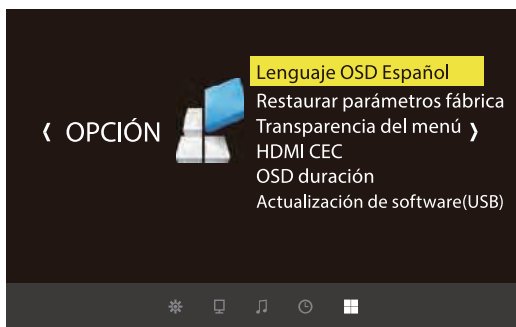 OPCIÓN
Lenguaje OSD Español
Restaurar parámetros fábrica
Transparencia del menú
HDMI CEC
OSD duración
Actualización de software(USB)